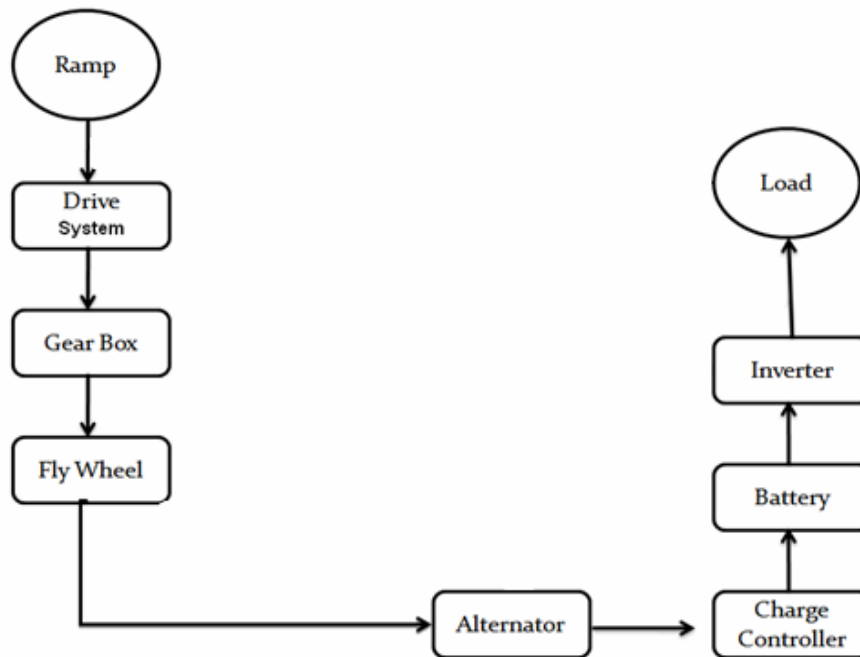 Ramp
Drive
System
Gear Box
Fly Wheel
Alternator
Charge
Controller
Battery
Inverter
Load